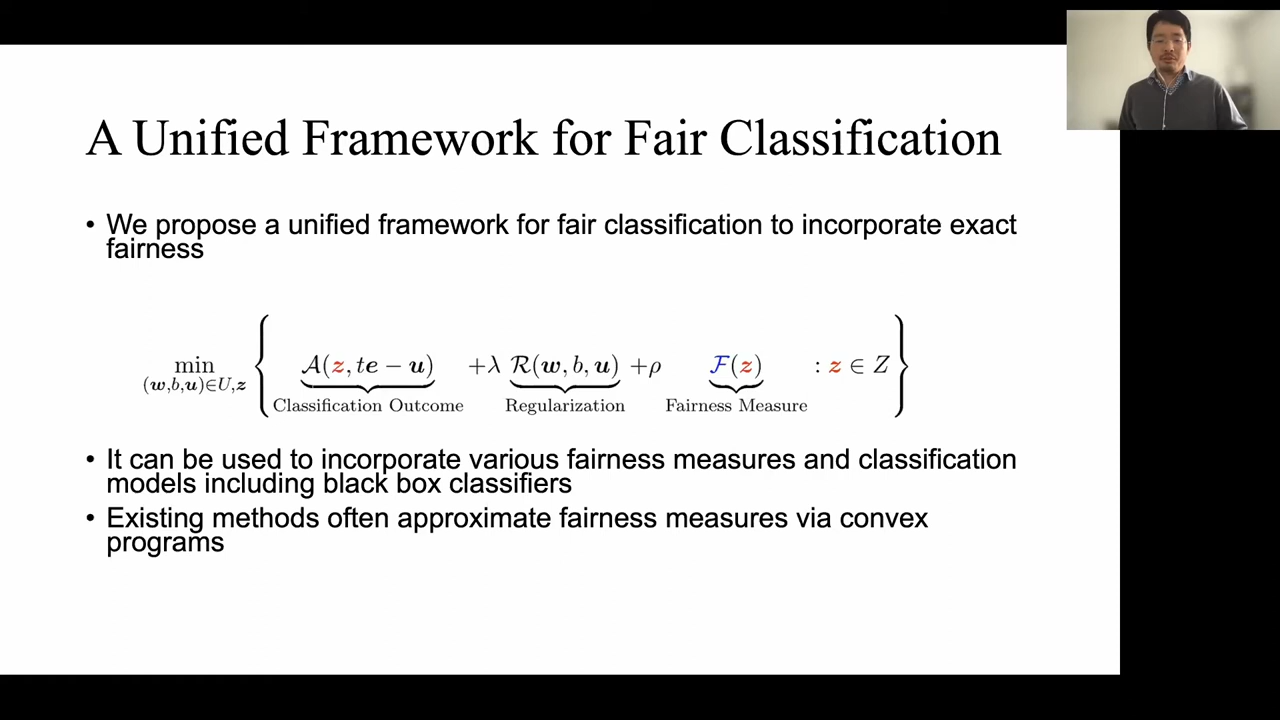 A Unified Framework for Fair Classification
• We propose a unified framework for fair classification to incorporate exact
fairness
min
(w,b,u)∈U,z { A(z, te − u) +λ R(w, b, u) +ρ F(z) : z ∈ Z }
Classification Outcome Regularization Fairness Measure
• It can be used to incorporate various fairness measures and classification
models including black box classifiers
• Existing methods often approximate fairness measures via convex
programs